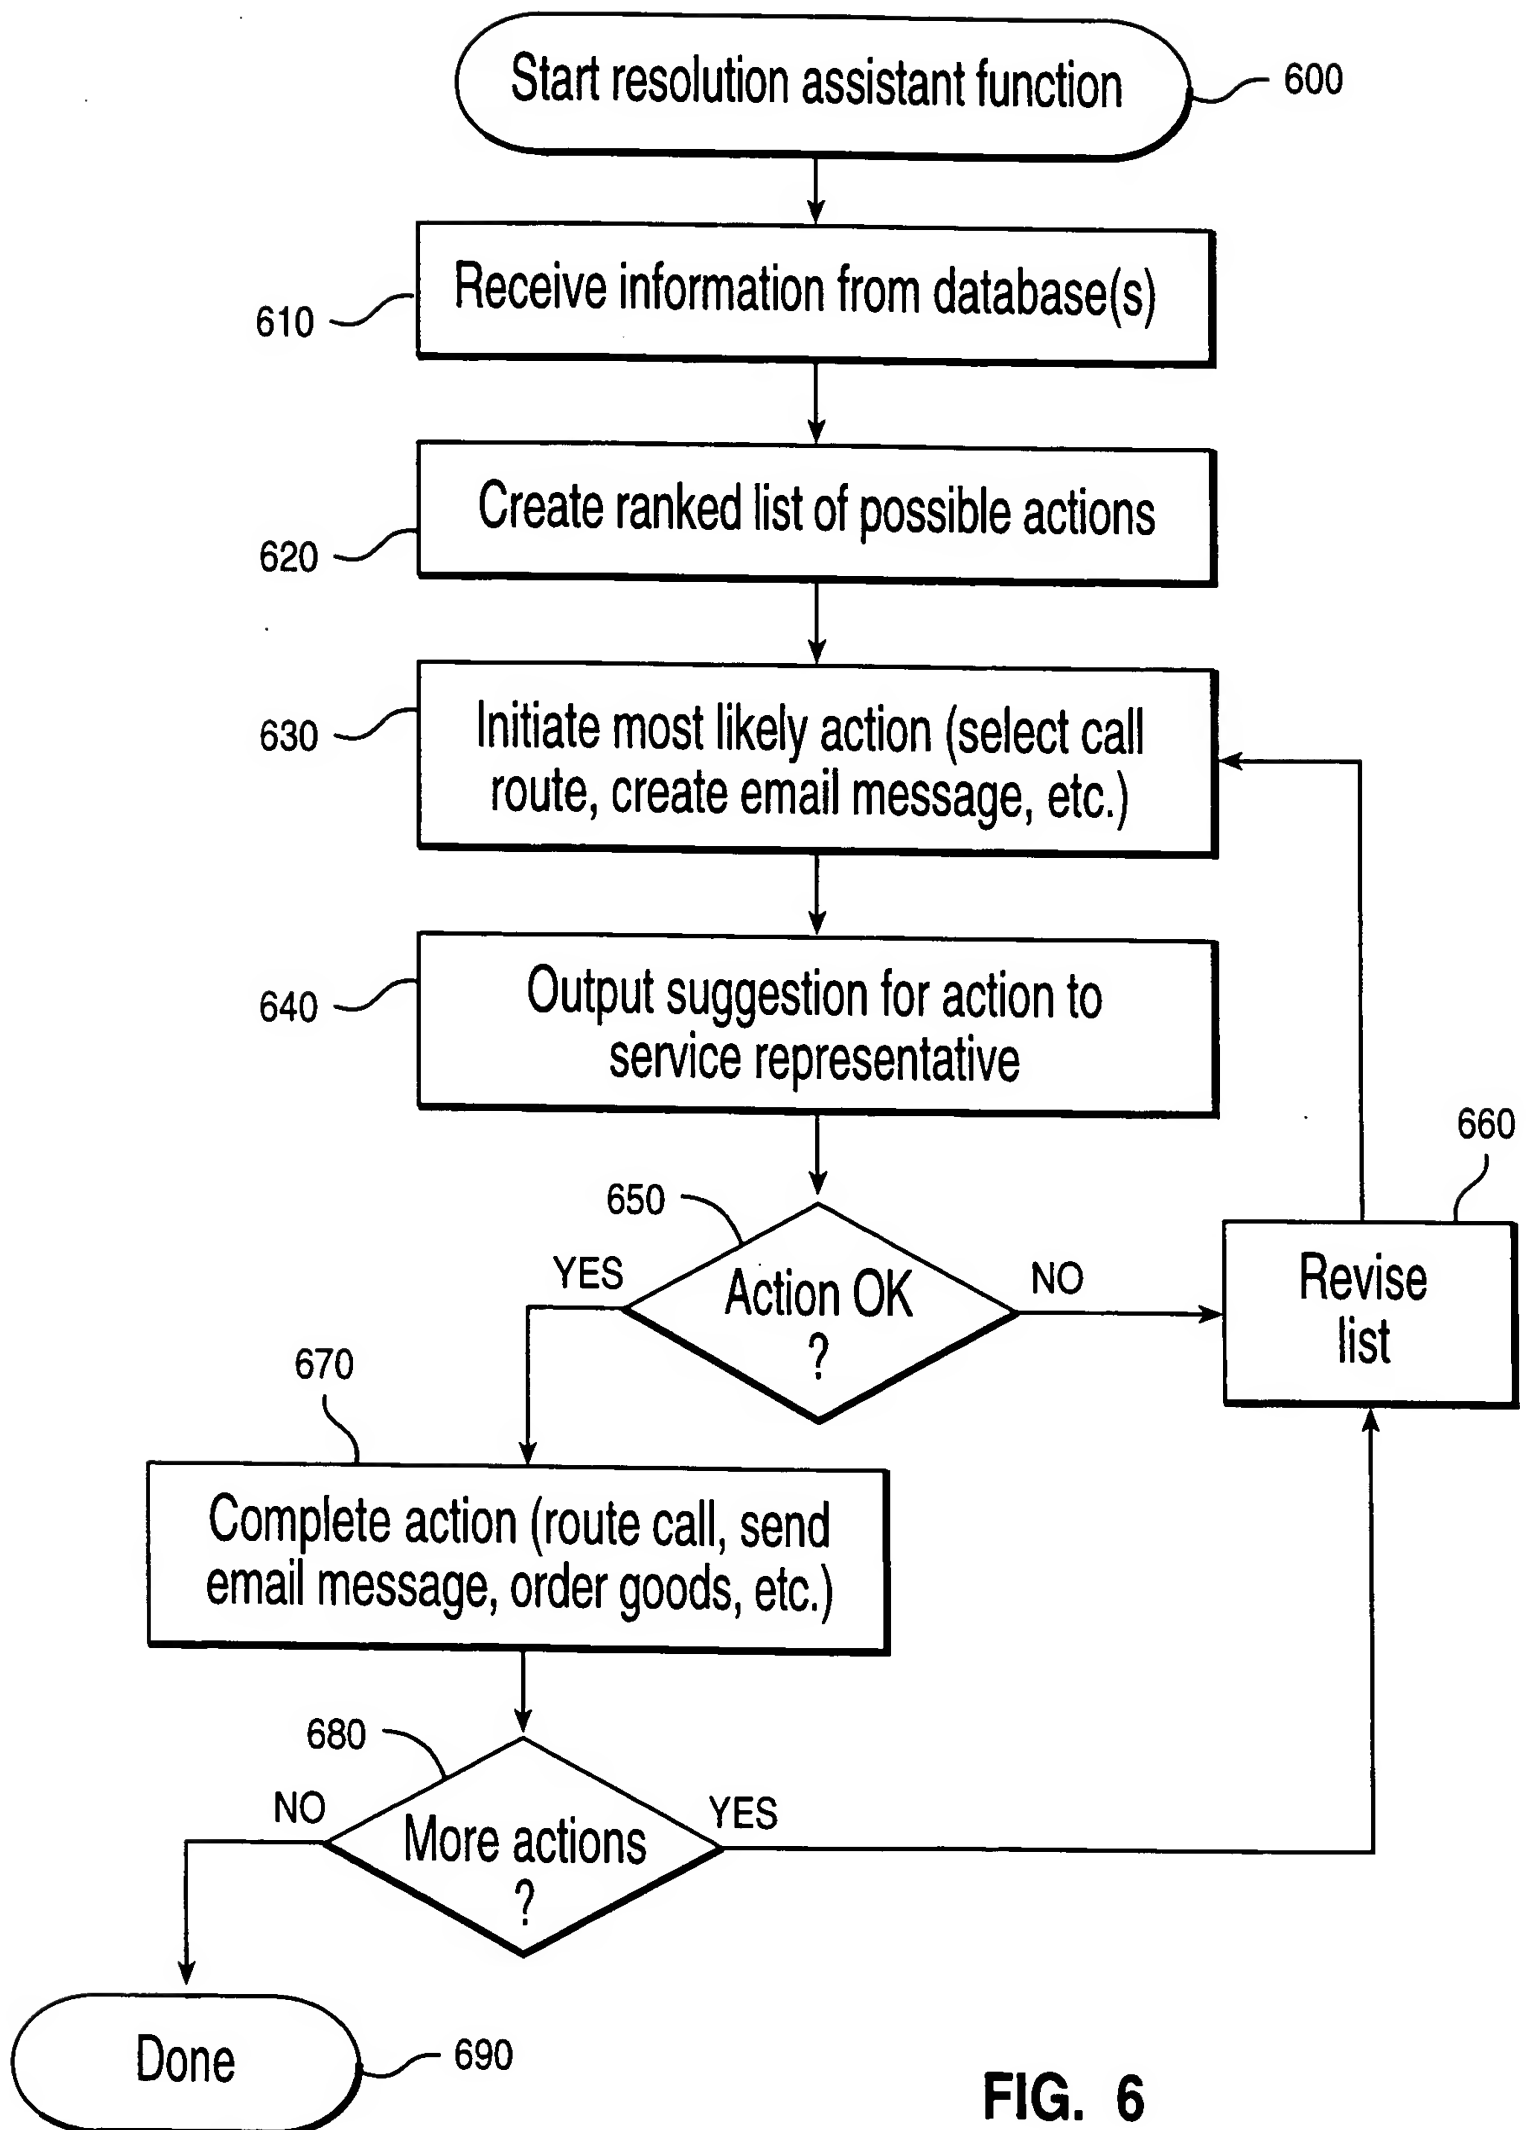 Start resolution assistant function
600
Receive information from database(s)
610
Create ranked list of possible actions
620
Initiate most likely action (select call
route, create email message, etc.)
630
Output suggestion for action to
service representative
640
650
Action OK
?
YES
NO
660
Revise
list
670
Complete action (route call, send
email message, order goods, etc.)
680
More actions
?
NO
YES
Done
690
FIG. 6